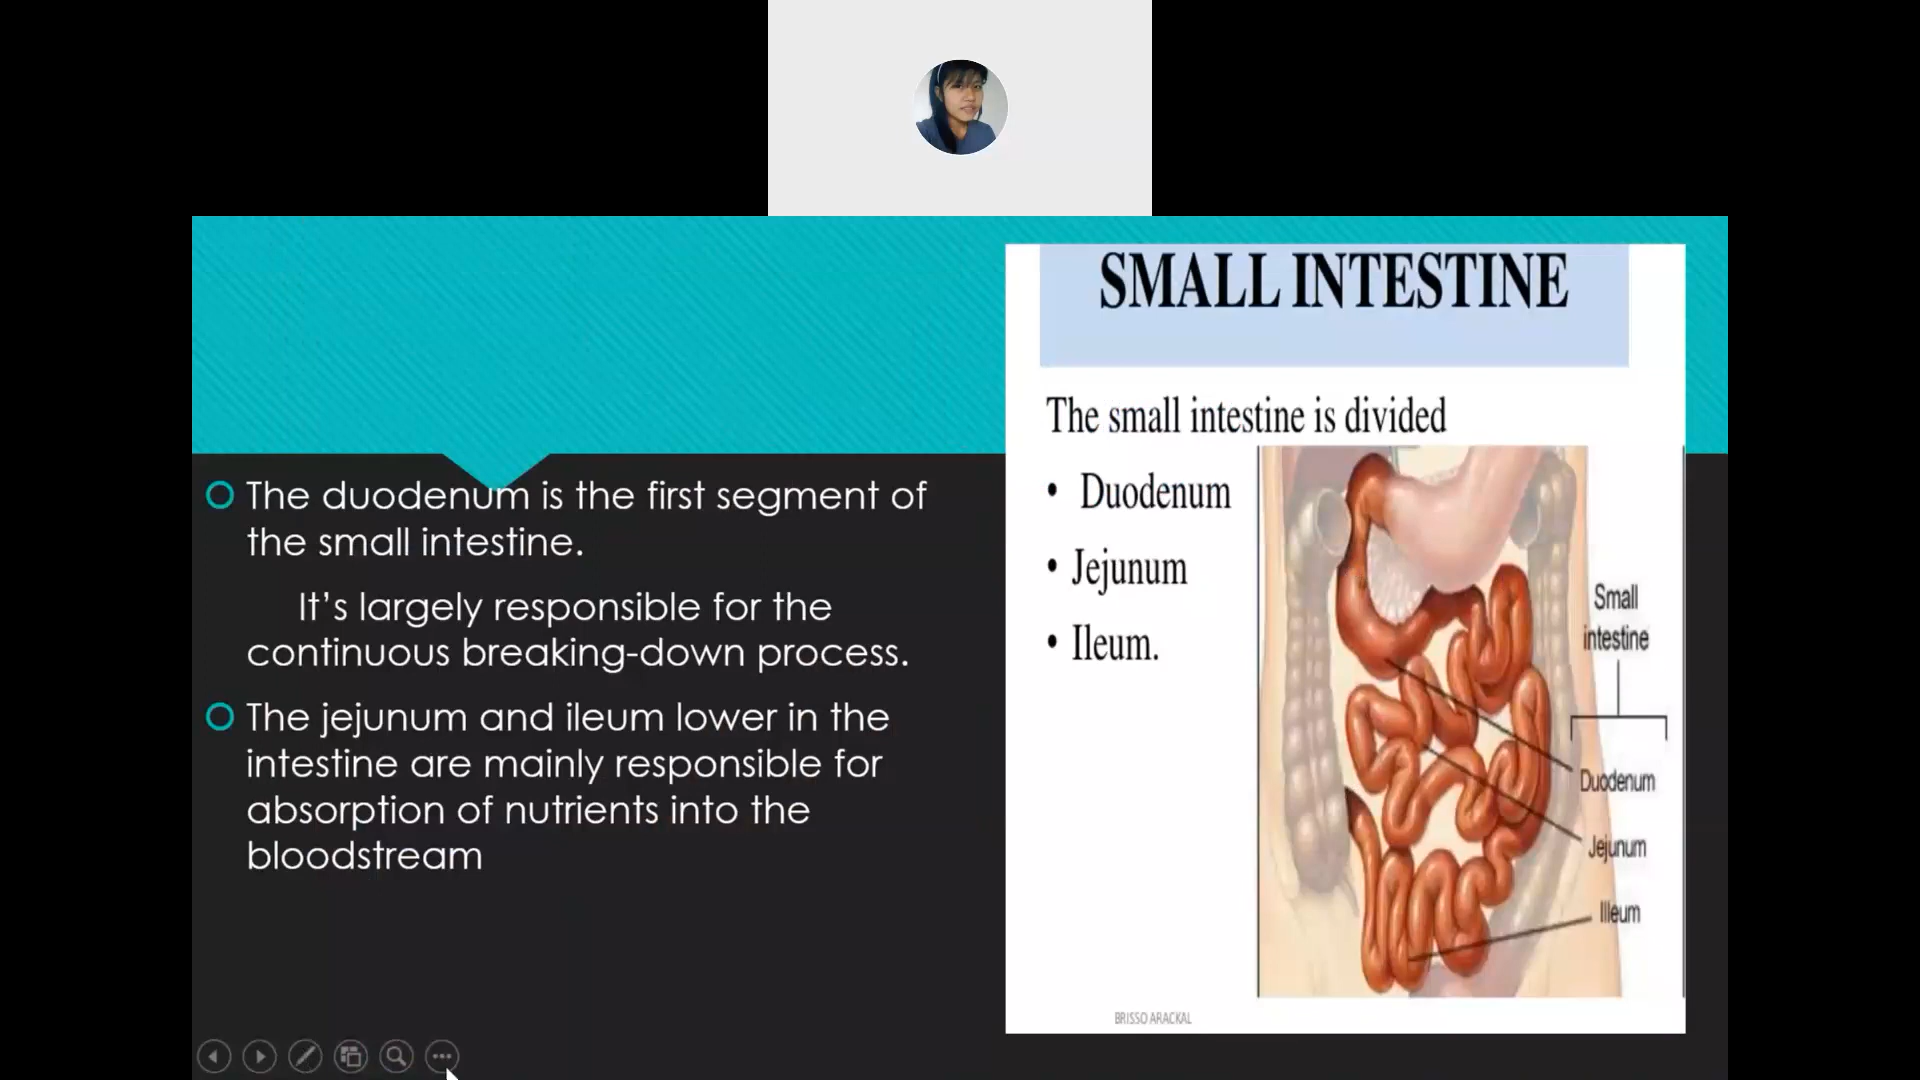 The duodenum is the first segment of
the small intestine.
It’s largely responsible for the
continuous breaking-down process.
The jejunum and ileum lower in the
intestine are mainly responsible for
absorption of nutrients into the
bloodstream
SMALL INTESTINE
The small intestine is divided
• Duodenum
• Jejunum
• Ileum.
Small
intestine
Duodenum
Jejunum
Illeum
BRISSO ARACKAL